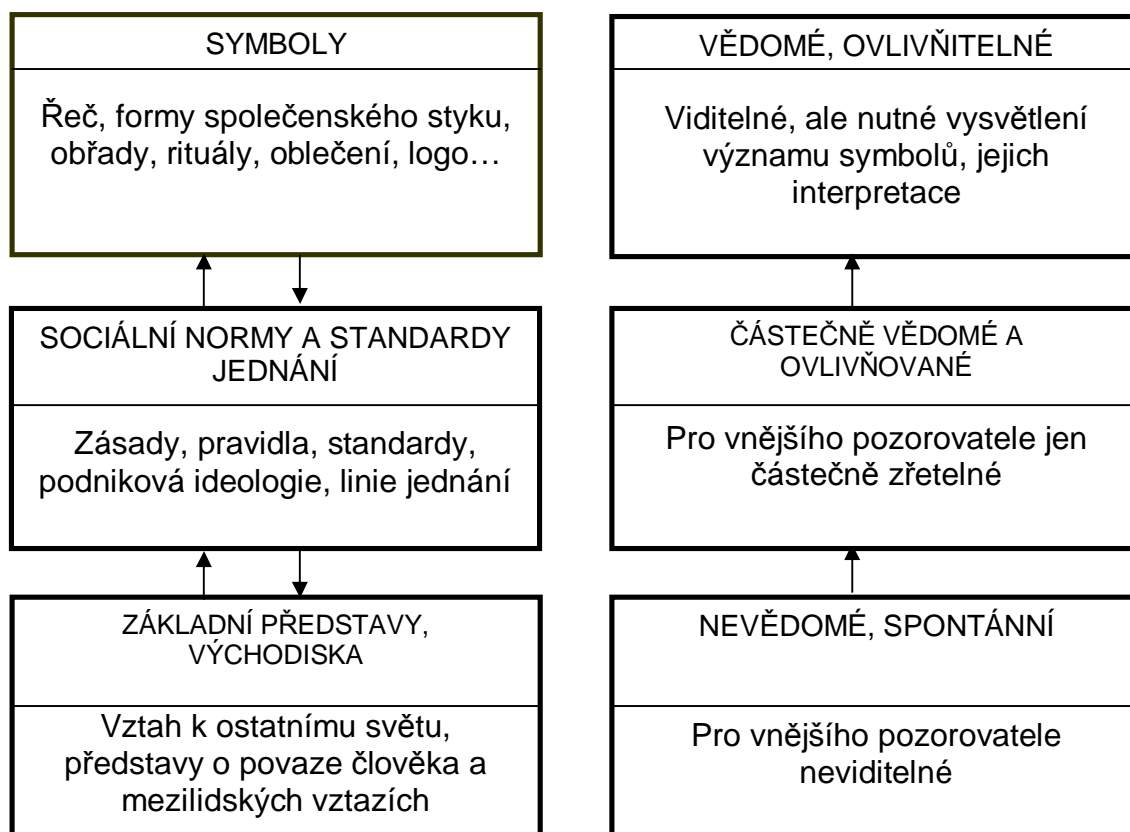 SYMBOLY
Řeč, formy společenského styku,
obřady, rituály, oblečení, logo…
VĚDOMÉ, OVLIVŇITELNÉ
Viditelné, ale nutné vysvětlení
významu symbolů, jejich
interpretace
SOCIÁLNÍ NORMY A STANDARDY
JEDNÁNÍ
Zásady, pravidla, standardy,
podniková ideologie, linie jednání
ČÁSTEČNĚ VĚDOMÉ A
OVLIVŇOVANÉ
Pro vnějšího pozorovatele jen
částečně zřetelné
ZÁKLADNÍ PŘEDSTAVY,
VÝCHODISKA
Vztah k ostatnímu světu,
představy o povaze člověka a
mezilidských vztazích
NEVĚDOMÉ, SPONTÁNNÍ
Pro vnějšího pozorovatele
neviditelné